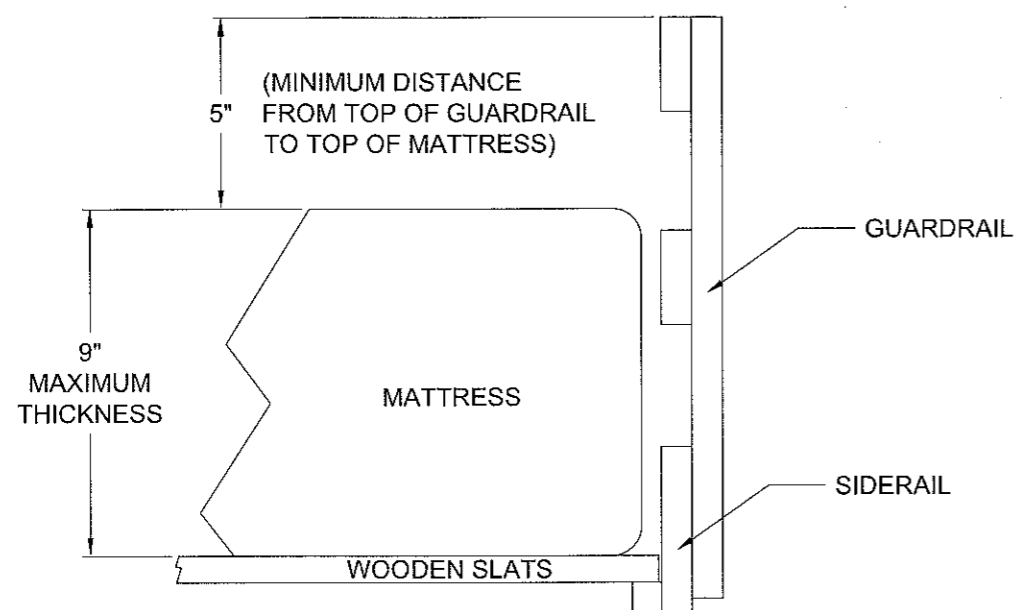 5"
(MINIMUM DISTANCE
FROM TOP OF GUARDRAIL
TO TOP OF MATTRESS)
GUARDRAIL
9"
MAXIMUM
THICKNESS
MATTRESS
SIDERAIL
WOODEN SLATS